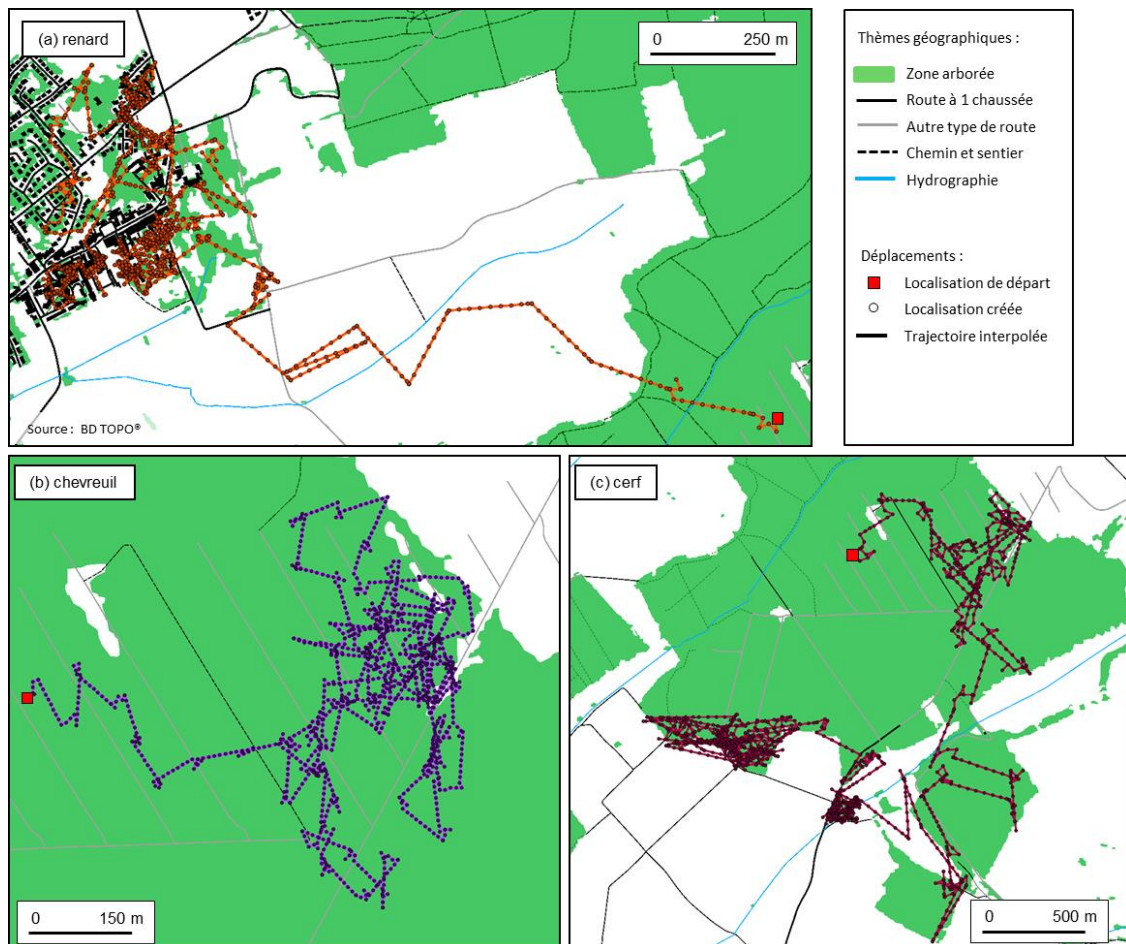 (a) renard
0 250 m
Source : BD TOPO®
Thèmes géographiques :
Zone arborée
Route à 1 chaussée
Autre type de route
Chemin et sentier
Hydrographie
Déplacements :
Localisation de départ
Localisation créée
Trajectoire interpolée
(b) chevreuil
0 150 m
(c) cerf
0 500 m